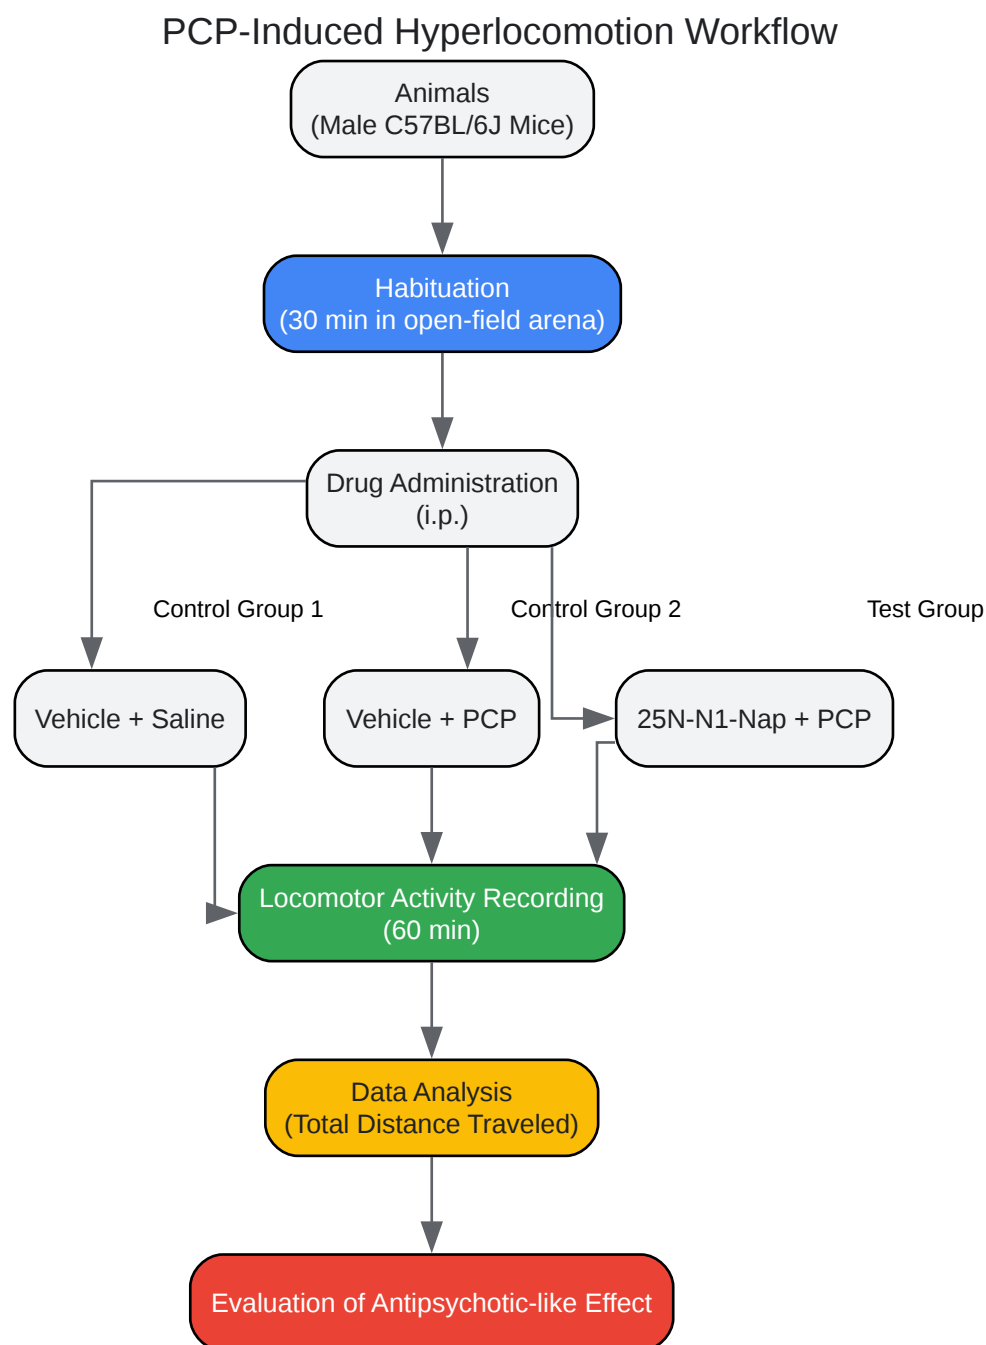 PCP-Induced Hyperlocomotion Workflow
Animals
(Male C57BL/6J Mice)
Habituation
(30 min in open-field arena)
Drug Administration
(i.p.)
Control Group 1
Control Group 2
Test Group
Vehicle + Saline
Vehicle + PCP
25N-N1-Nap + PCP
Locomotor Activity Recording
(60 min)
Data Analysis
(Total Distance Traveled)
Evaluation of Antipsychotic-like Effect